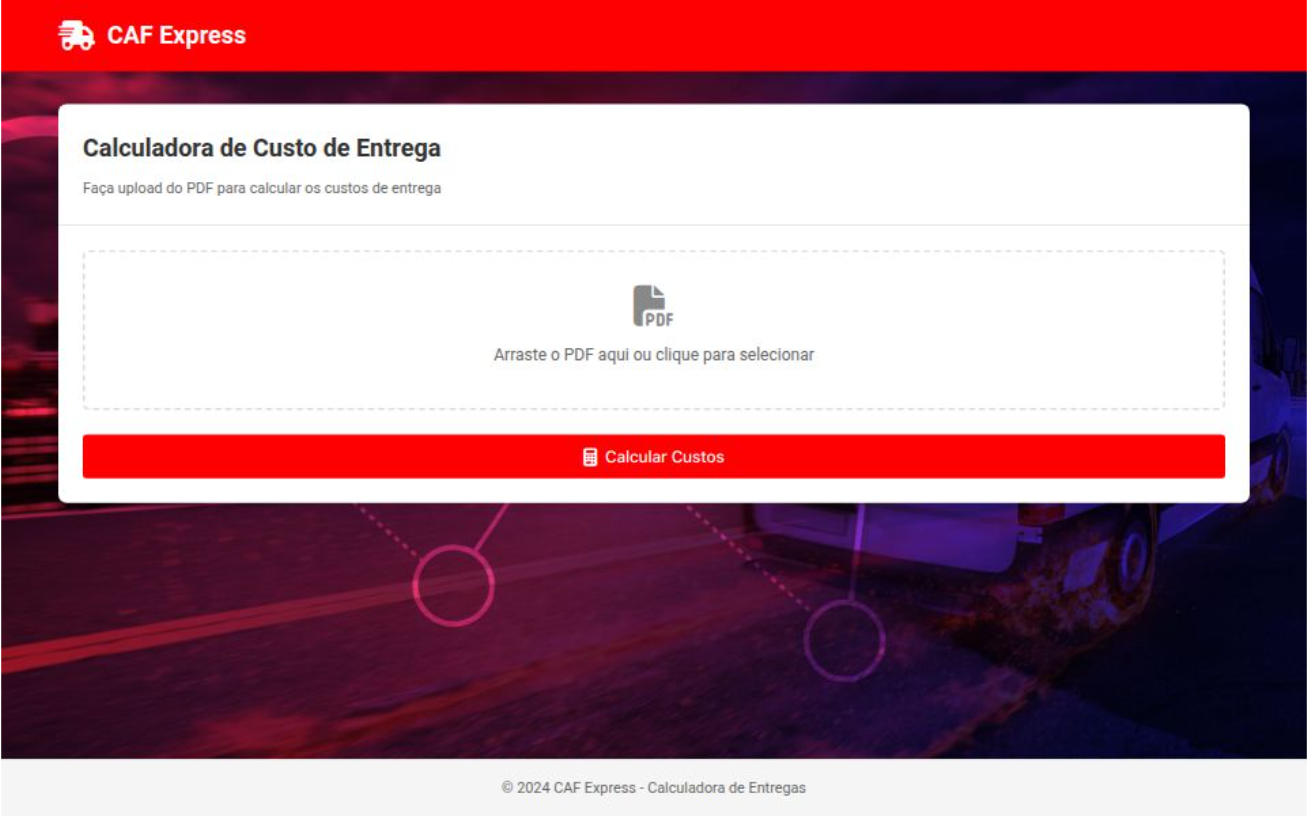 CAF Express
Calculadora de Custo de Entrega
Faça upload do PDF para calcular os custos de entrega
PDF
Arraste o PDF aqui ou clique para selecionar
Calcular Custos
© 2024 CAF Express - Calculadora de Entregas